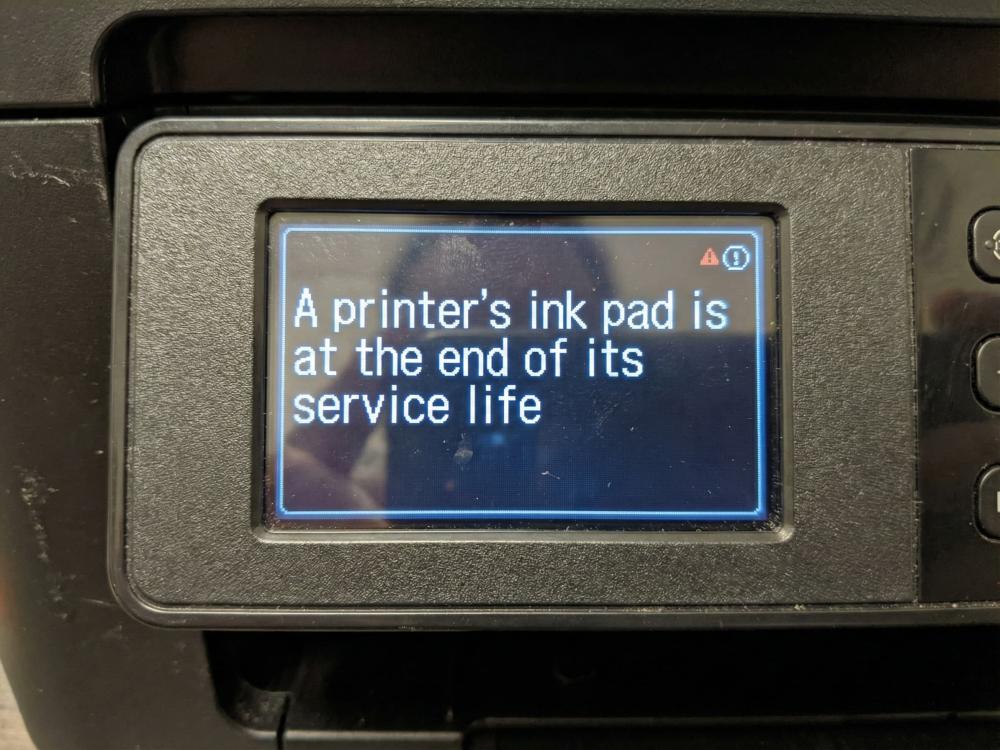 A printer's ink pad is
at the end of its
service life